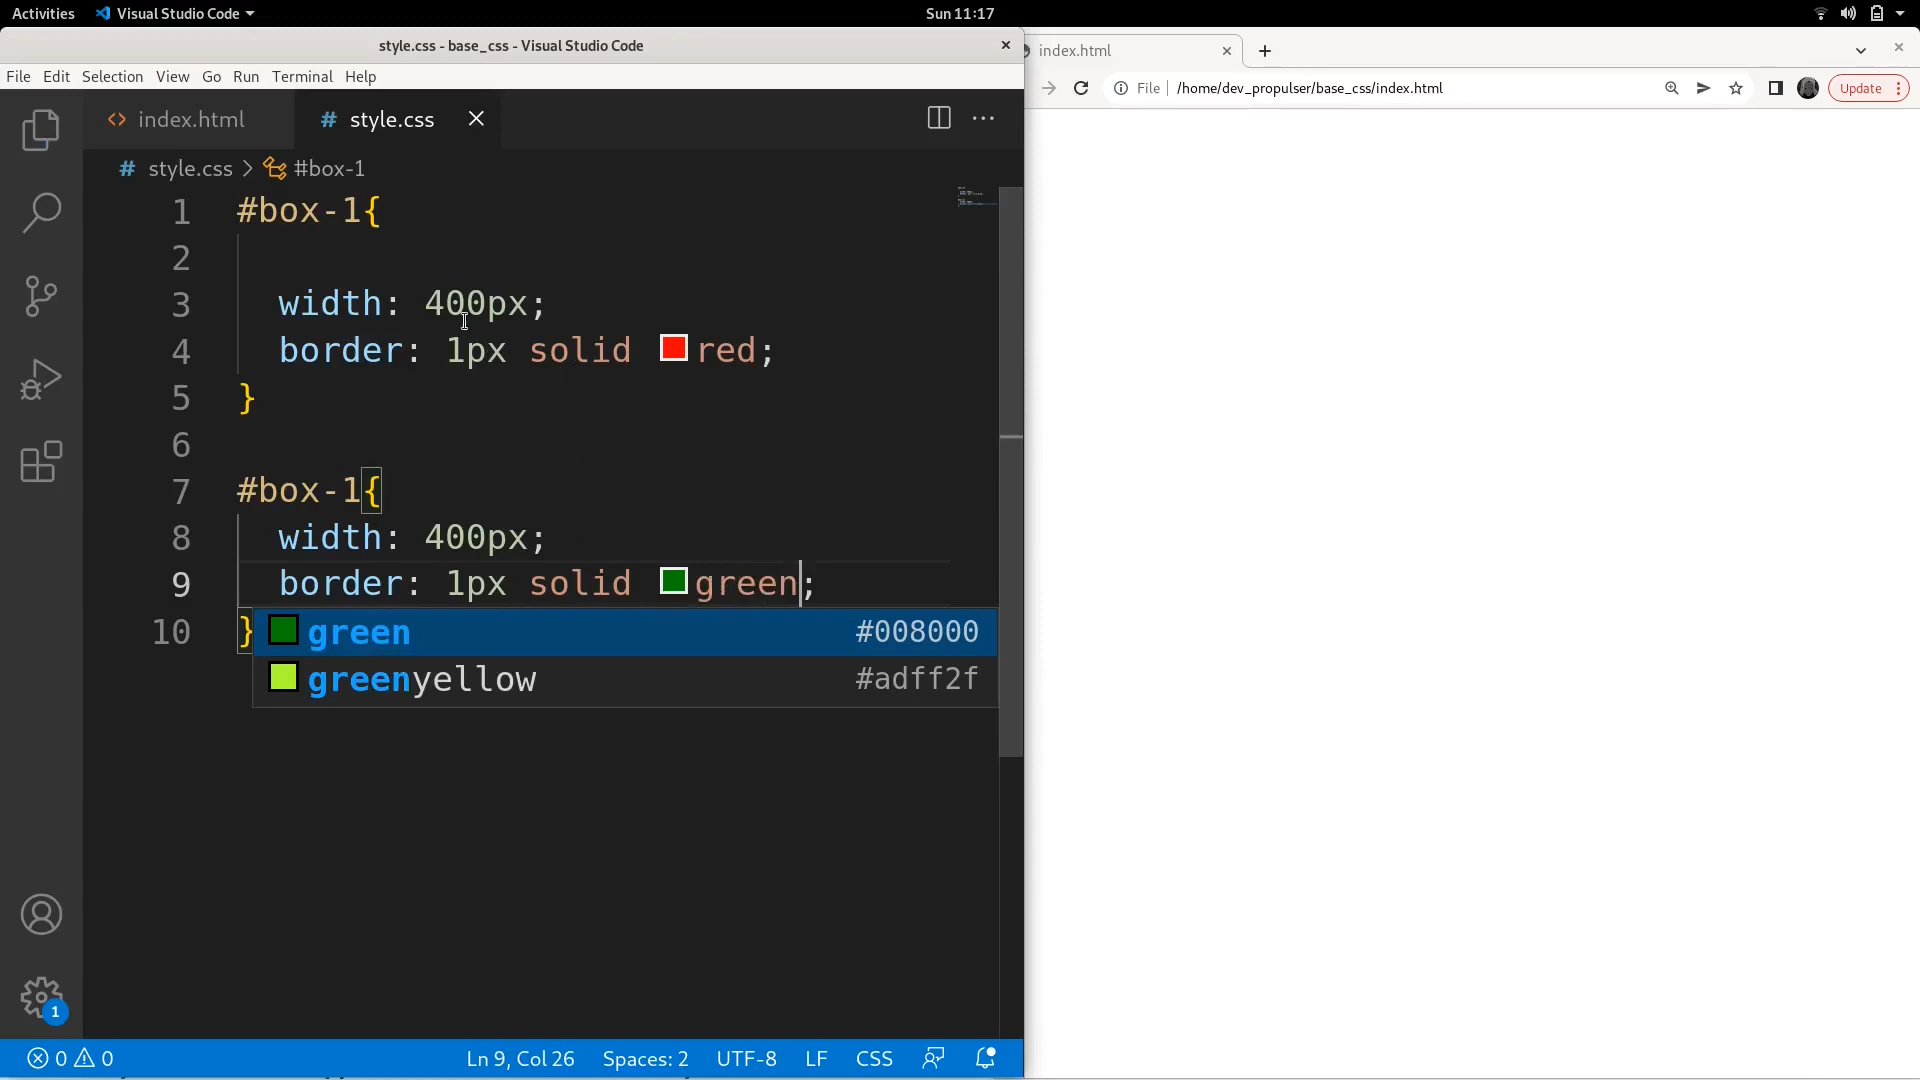 Activities Visual Studio Code Sun 11:17
style.css - base_css - Visual Studio Code
index.html
File Edit Selection View Go Run Terminal Help
File /home/dev_propulser/base_css/index.html Update
index.html style.css
style.css > #box-1
1 #box-1{
2
3 width: 400px;
4 border: 1px solid red;
5 }
6
7 #box-1{
8 width: 400px;
9 border: 1px solid green;
10 }
green #008000
greenyellow #adff2f
1
0 0 Ln 9, Col 26 Spaces: 2 UTF-8 LF CSS